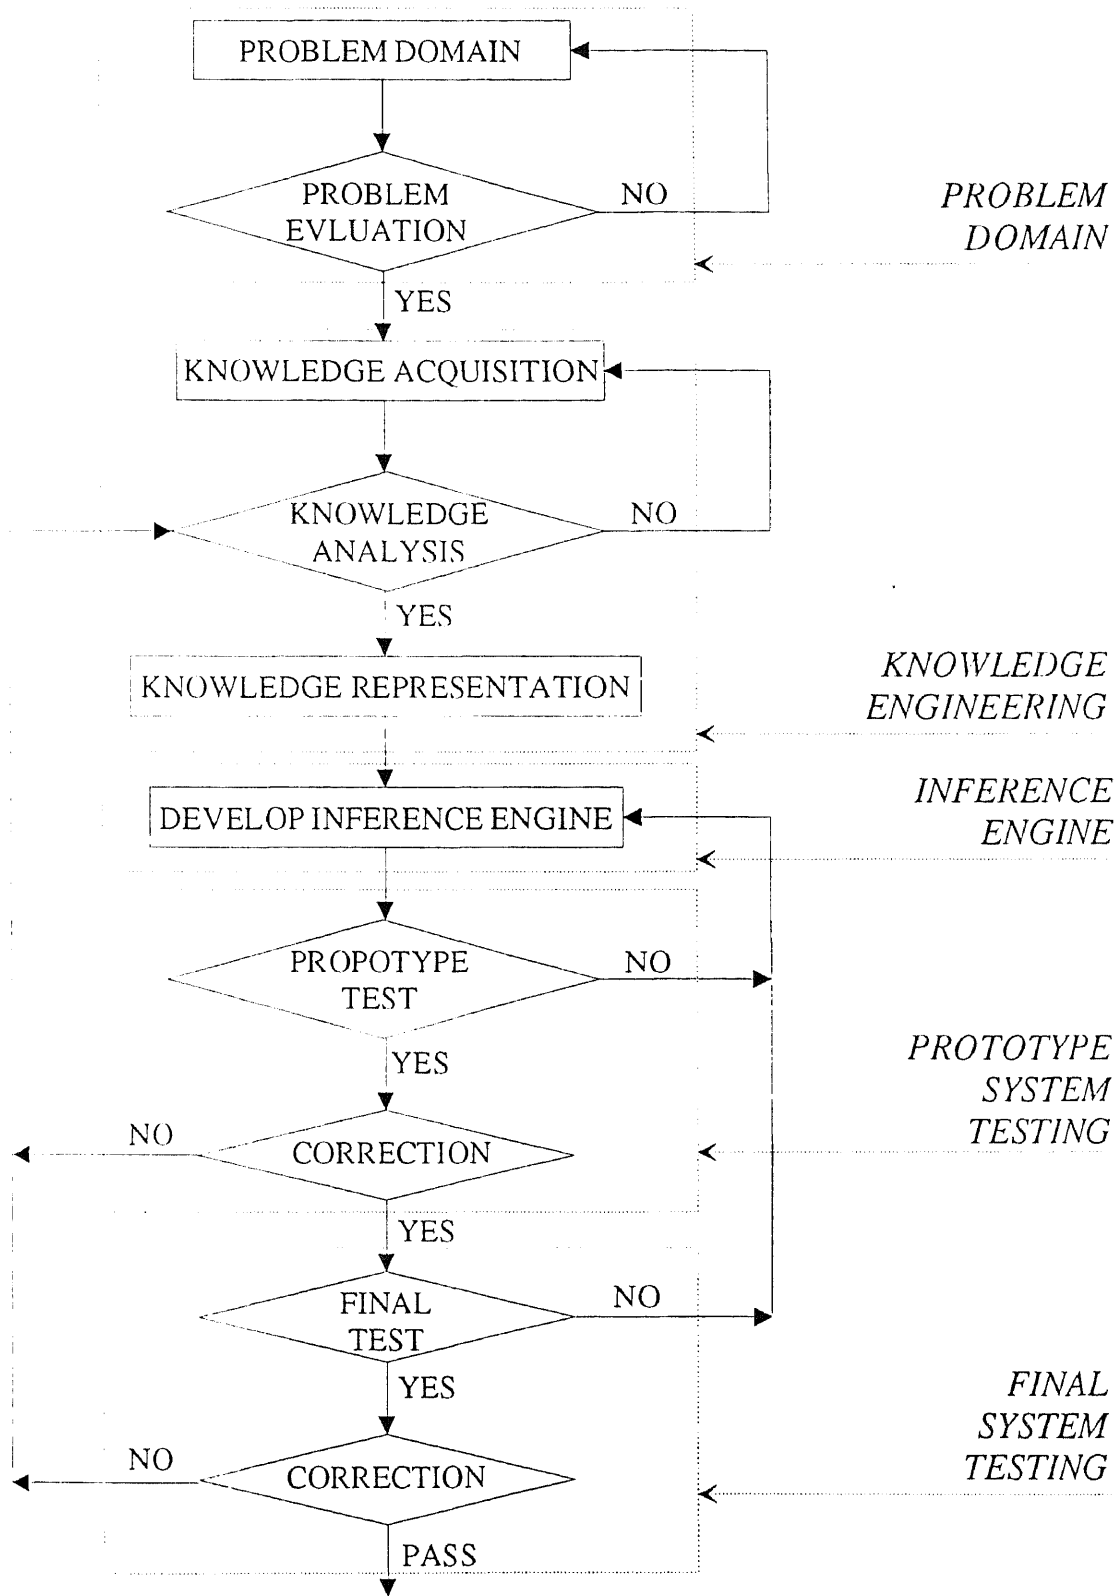 PROBLEM DOMAIN
PROBLEM
EVLUATION
NO
PROBLEM
DOMAIN
YES
KNOWLEDGE ACQUISITION
KNOWLEDGE
ANALYSIS
NO
YES
KNOWLEDGE REPRESENTATION
KNOWLEDGE
ENGINEERING
DEVELOP INFERENCE ENGINE
INFERENCE
ENGINE
PROPOTYPE
TEST
NO
YES
PROTOTYPE
SYSTEM
TESTING
NO
CORRECTION
YES
FINAL
TEST
NO
YES
FINAL
SYSTEM
TESTING
NO
CORRECTION
PASS